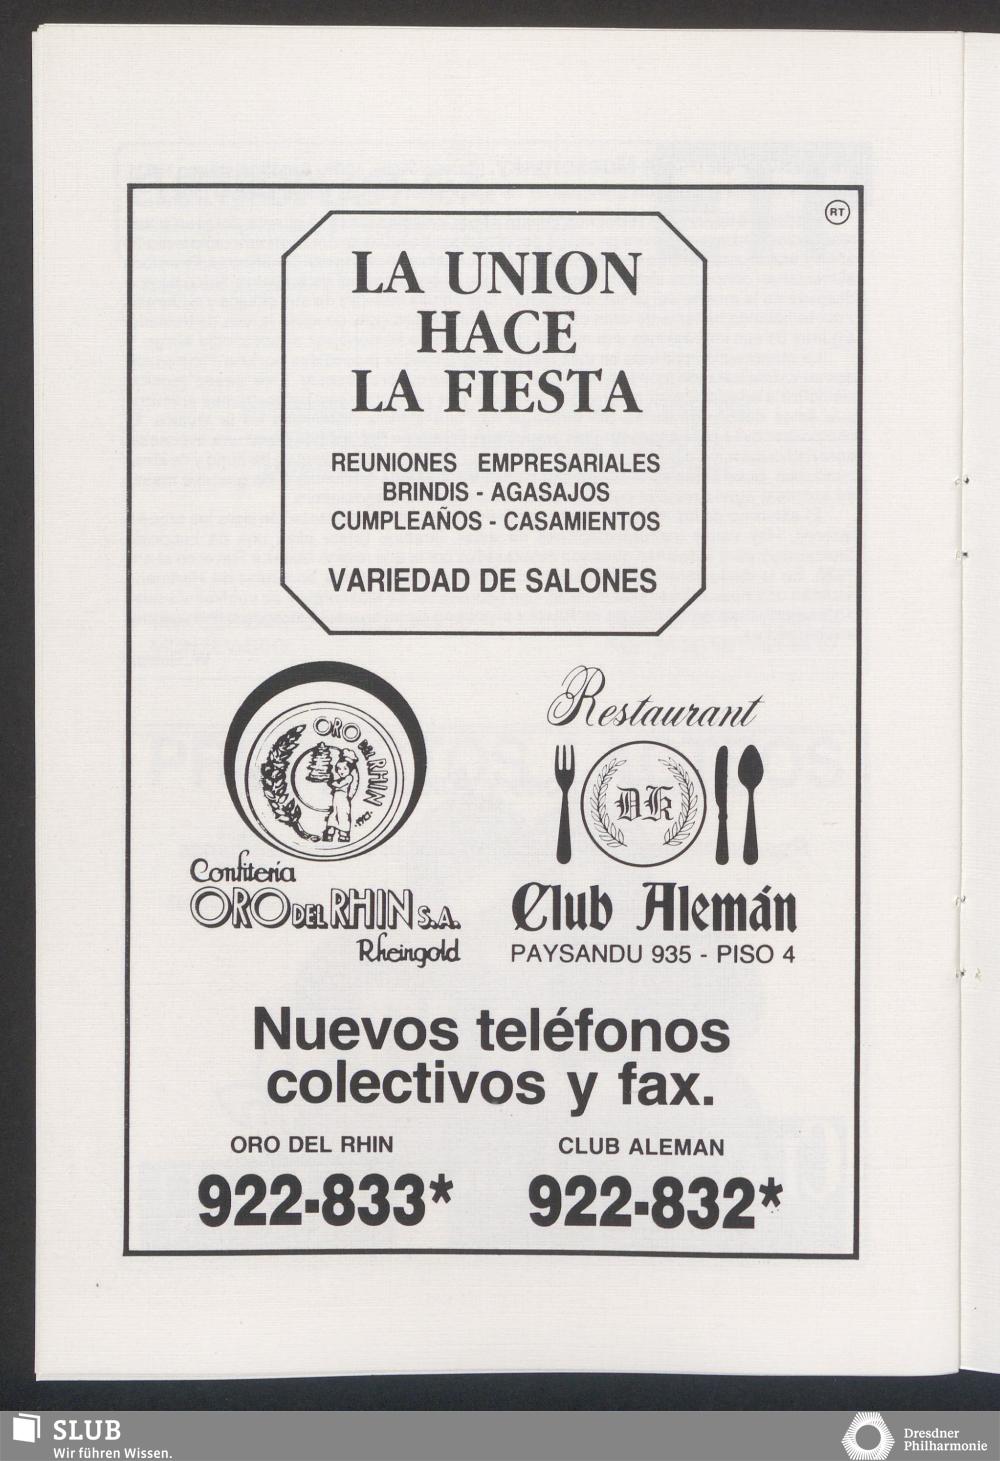 RT
LA UNION
HACE
LA FIESTA
REUNIONES EMPRESARIALES
BRINDIS - AGASAJOS
CUMPLEAÑOS - CASAMIENTOS
VARIEDAD DE SALONES
ORO DEL RHIN
·1927·
Confitería
ORO DEL RHIN S.A.
Rheingold
Restaurant
DK
Club Alemán
PAYSANDU 935 - PISO 4
Nuevos teléfonos
colectivos y fax.
ORO DEL RHIN
922-833*
CLUB ALEMAN
922-832*
SLUB
Wir führen Wissen.
Dresdner
Philharmonie